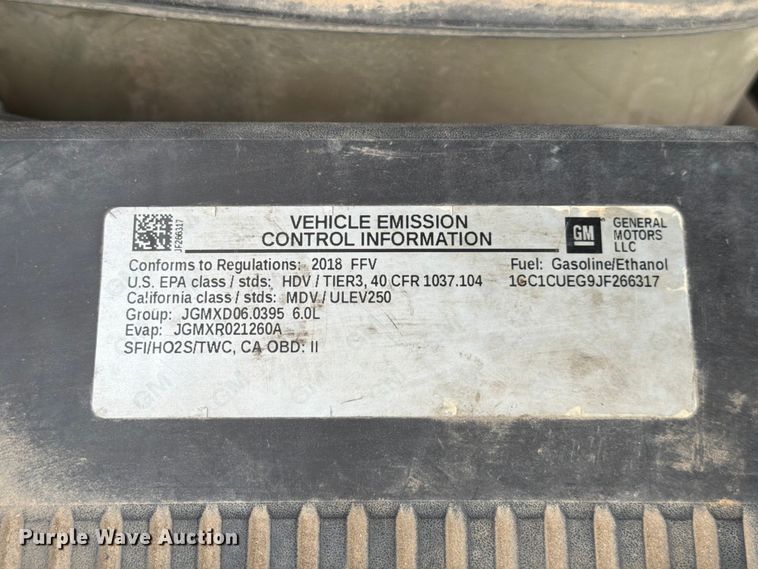 JF266317
VEHICLE EMISSION
CONTROL INFORMATION
GM
GENERAL
MOTORS
LLC
Conforms to Regulations: 2018 FFV
Fuel: Gasoline/Ethanol
U.S. EPA class / stds: HDV / TIER3, 40 CFR 1037.104
1GC1CUEG9JF266317
California class / stds: MDV / ULEV250
Group: JGMXD06.0395 6.0L
Evap: JGMXR021260A
SFI/HO2S/TWC, CA OBD: II
Purple Wave Auction